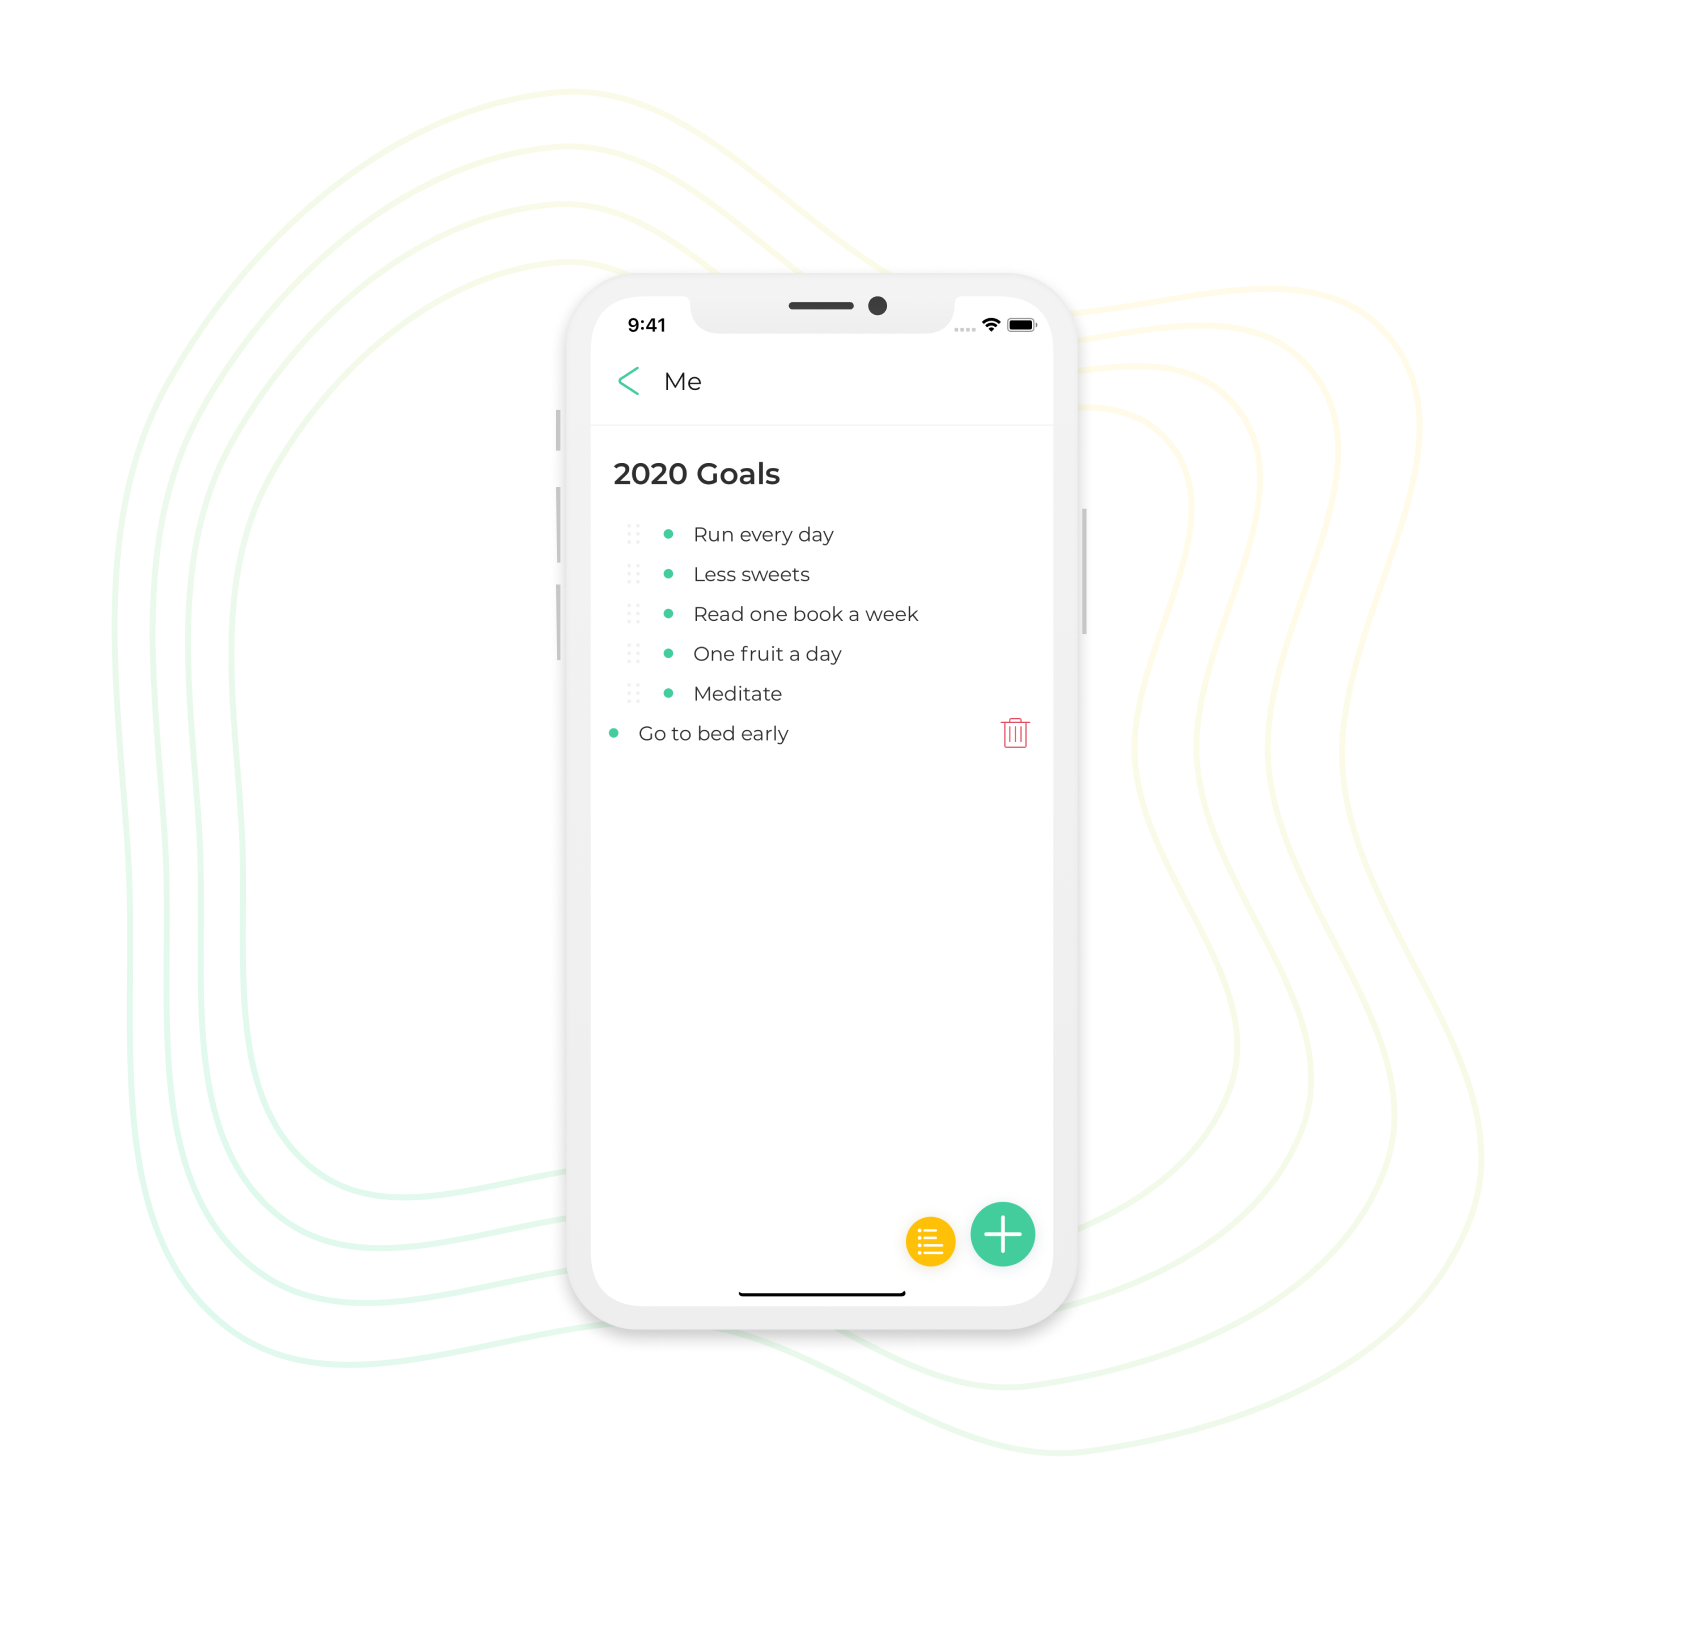 9:41
Me
2020 Goals
Run every day
Less sweets
Read one book a week
One fruit a day
Meditate
Go to bed early